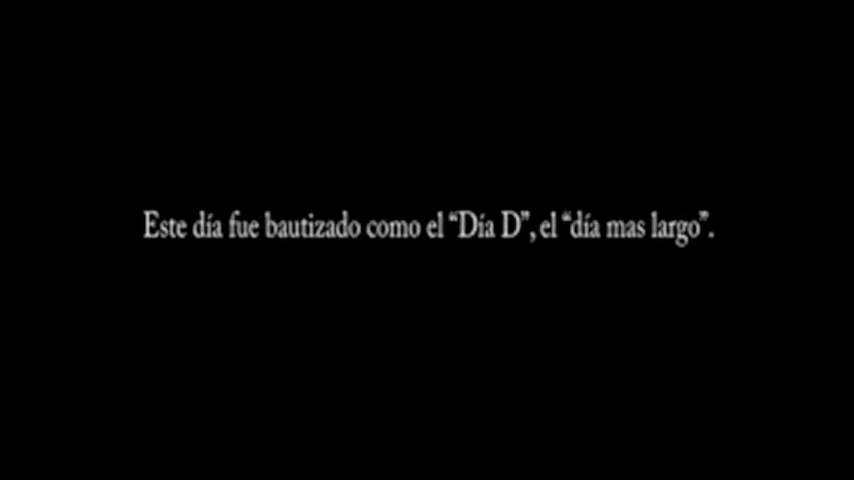 Este día fue bautizado como el “Día D”, el “día mas largo”.